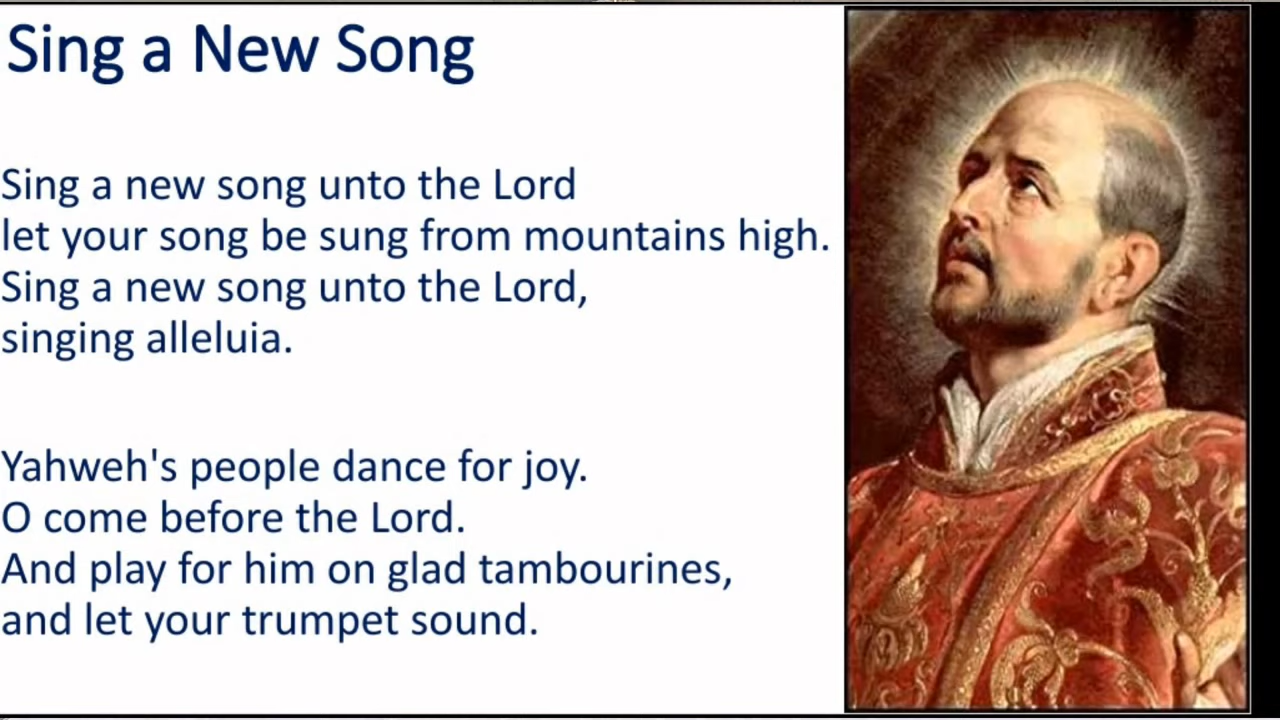 Sing a New Song
Sing a new song unto the Lord
let your song be sung from mountains high.
Sing a new song unto the Lord,
singing alleluia.
Yahweh's people dance for joy.
O come before the Lord.
And play for him on glad tambourines,
and let your trumpet sound.